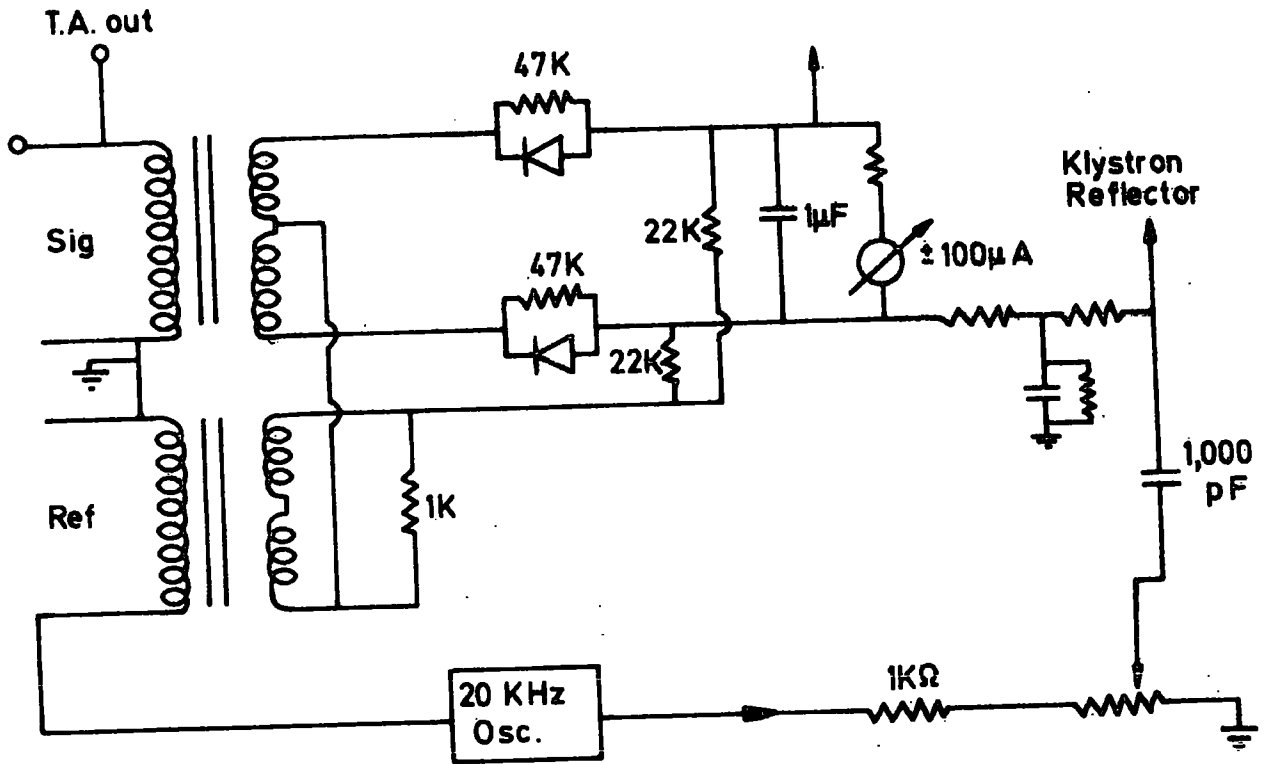 T.A. out
47K
Klystron
Reflector
Sig
22K
1µF
± 100µA
47K
22K
1,000
pF
Ref
1K
20 KHz
Osc.
1KΩ